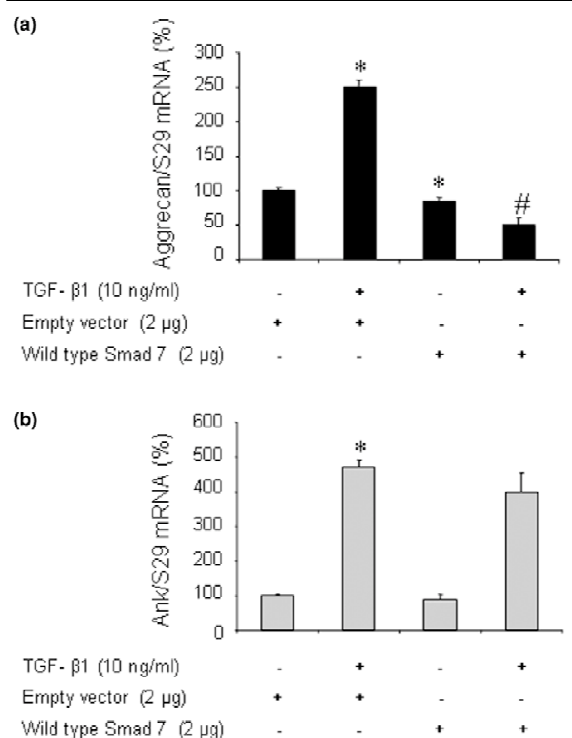 (a)
Aggrecan/S29 mRNA (%)
300
250
200
150
100
50
0
*
*
#
TGF- β1 (10 ng/ml) - + - +
Empty vector (2 μg) + + - -
Wild type Smad 7 (2 μg) - - + +
(b)
Ank/S29 mRNA (%)
600
500
400
300
200
100
0
*
TGF- β1 (10 ng/ml) - + - +
Empty vector (2 μg) + + - -
Wild type Smad 7 (2 μg) - - + +